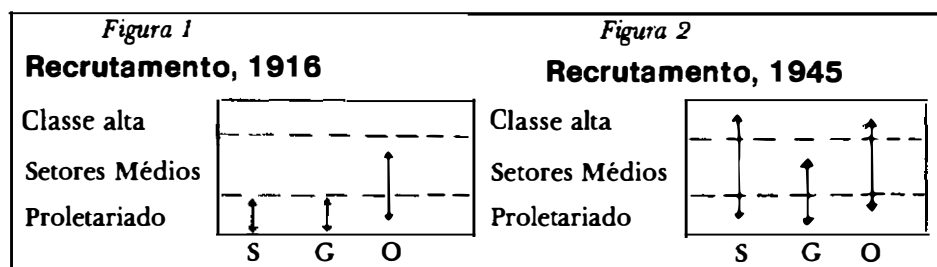 Figura 1
Recrutamento, 1916
Classe alta
Setores Médios
Proletariado
S G O
Figura 2
Recrutamento, 1945
Classe alta
Setores Médios
Proletariado
S G O